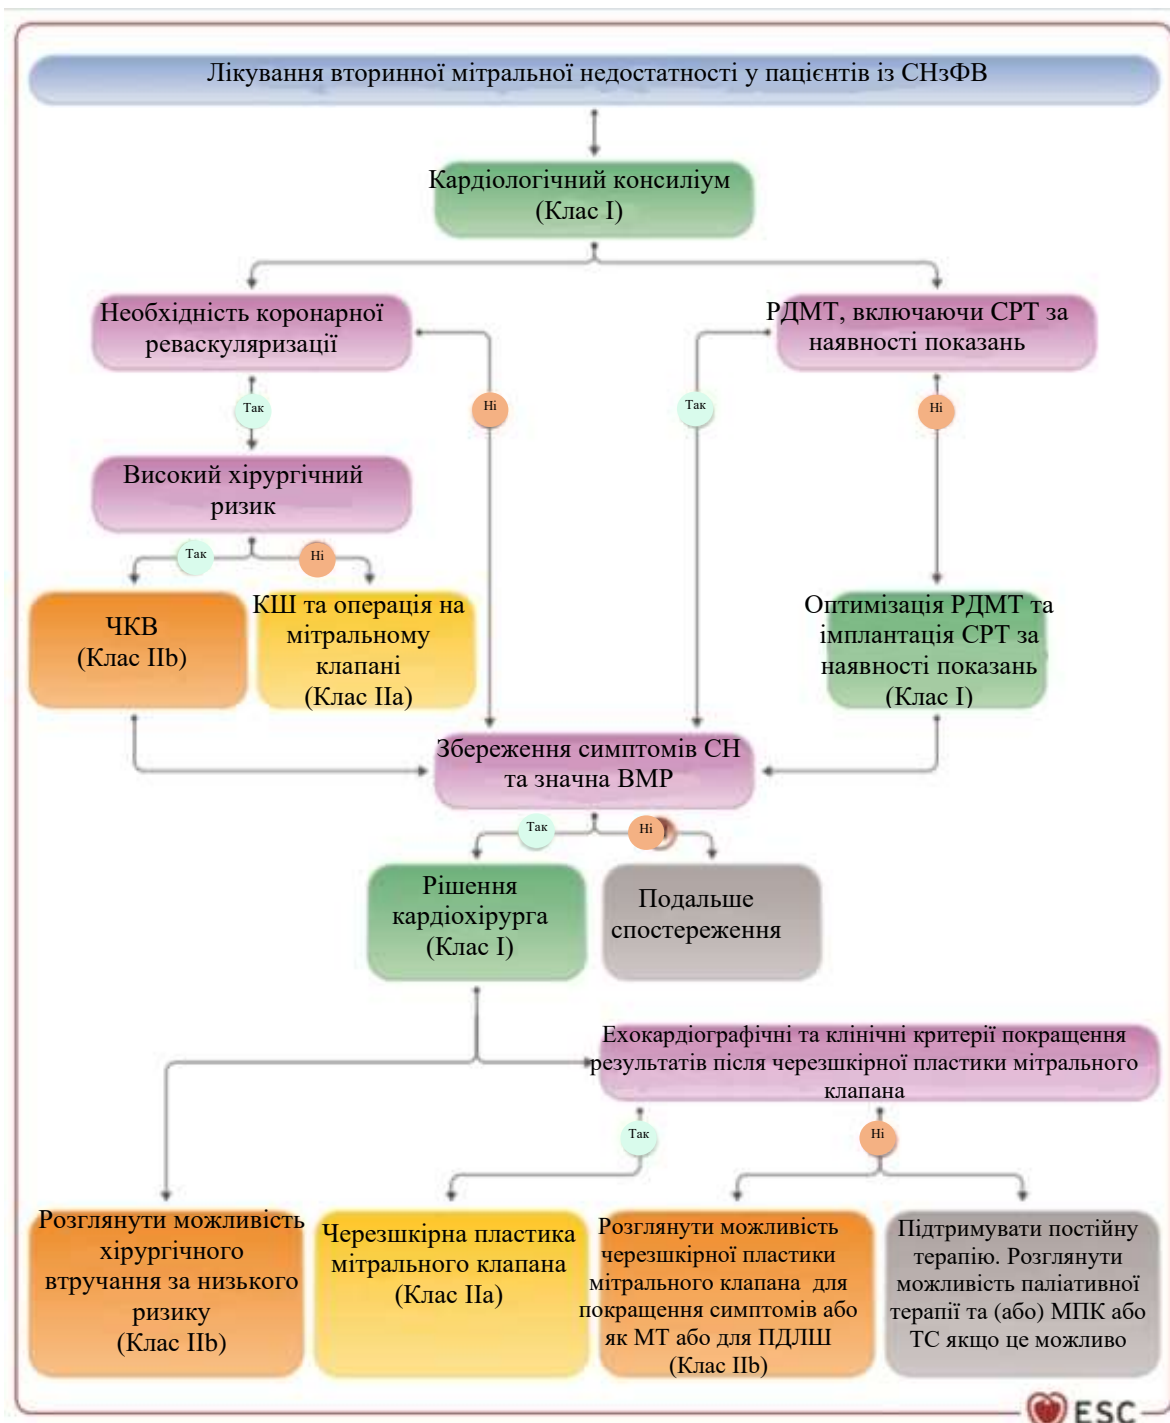 Лікування вторинної мітральної недостатності у пацієнтів із СНзФВ
Кардіологічний консиліум
(Клас I)
Необхідність коронарної
реваскуляризації
РДМТ, включаючи СРТ за
наявності показань
Так
Ні
Так
Ні
Високий хірургічний
ризик
Так
Ні
ЧКВ
(Клас IIb)
КШ та операція на
мітральному
клапані
(Клас IIa)
Оптимізація РДМТ та
імплантація СРТ за
наявності показань
(Клас I)
Збереження симптомів СН
та значна ВМР
Так
Ні
Рішення
кардіохірурга
(Клас I)
Подальше
спостереження
Ехокардіографічні та клінічні критерії покращення
результатів після черезшкірної пластики мітрального
клапана
Так
Ні
Розглянути можливість
хірургічного
втручання за низького
ризику
(Клас IIb)
Черезшкірна пластика
мітрального клапана
(Клас IIa)
Розглянути можливість
черезшкірної пластики
мітрального клапана для
покращення симптомів або
як МТ або для ПДЛШ
(Клас IIb)
Підтримувати постійну
терапію. Розглянути
можливість паліативної
терапії та (або) МПК або
ТС якщо це можливо
ESC